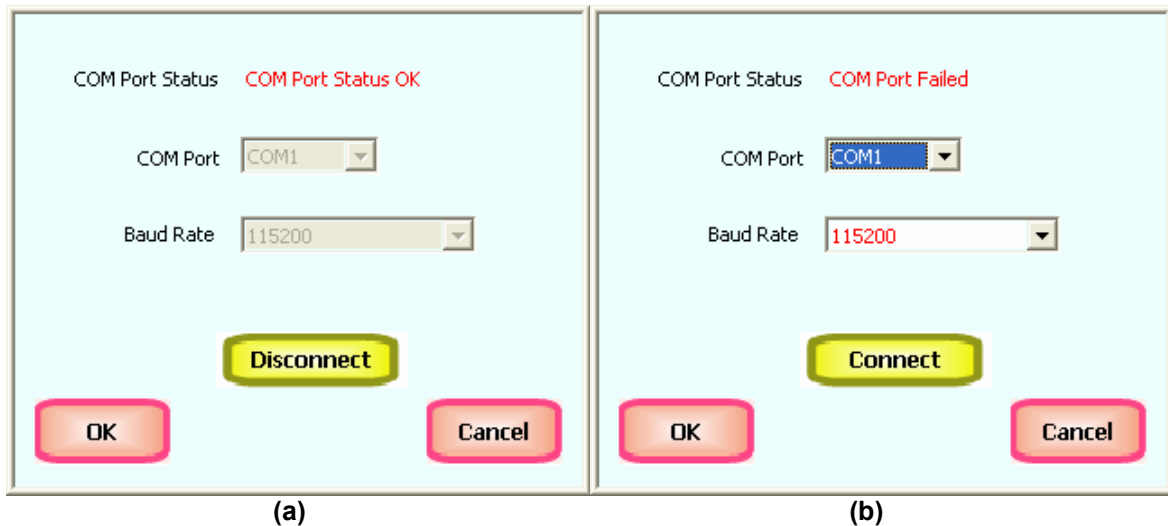 COM Port Status COM Port Status OK
COM Port COM1
Baud Rate 115200
Disconnect
OK Cancel
(a)
COM Port Status COM Port Failed
COM Port COM1
Baud Rate 115200
Connect
OK Cancel
(b)